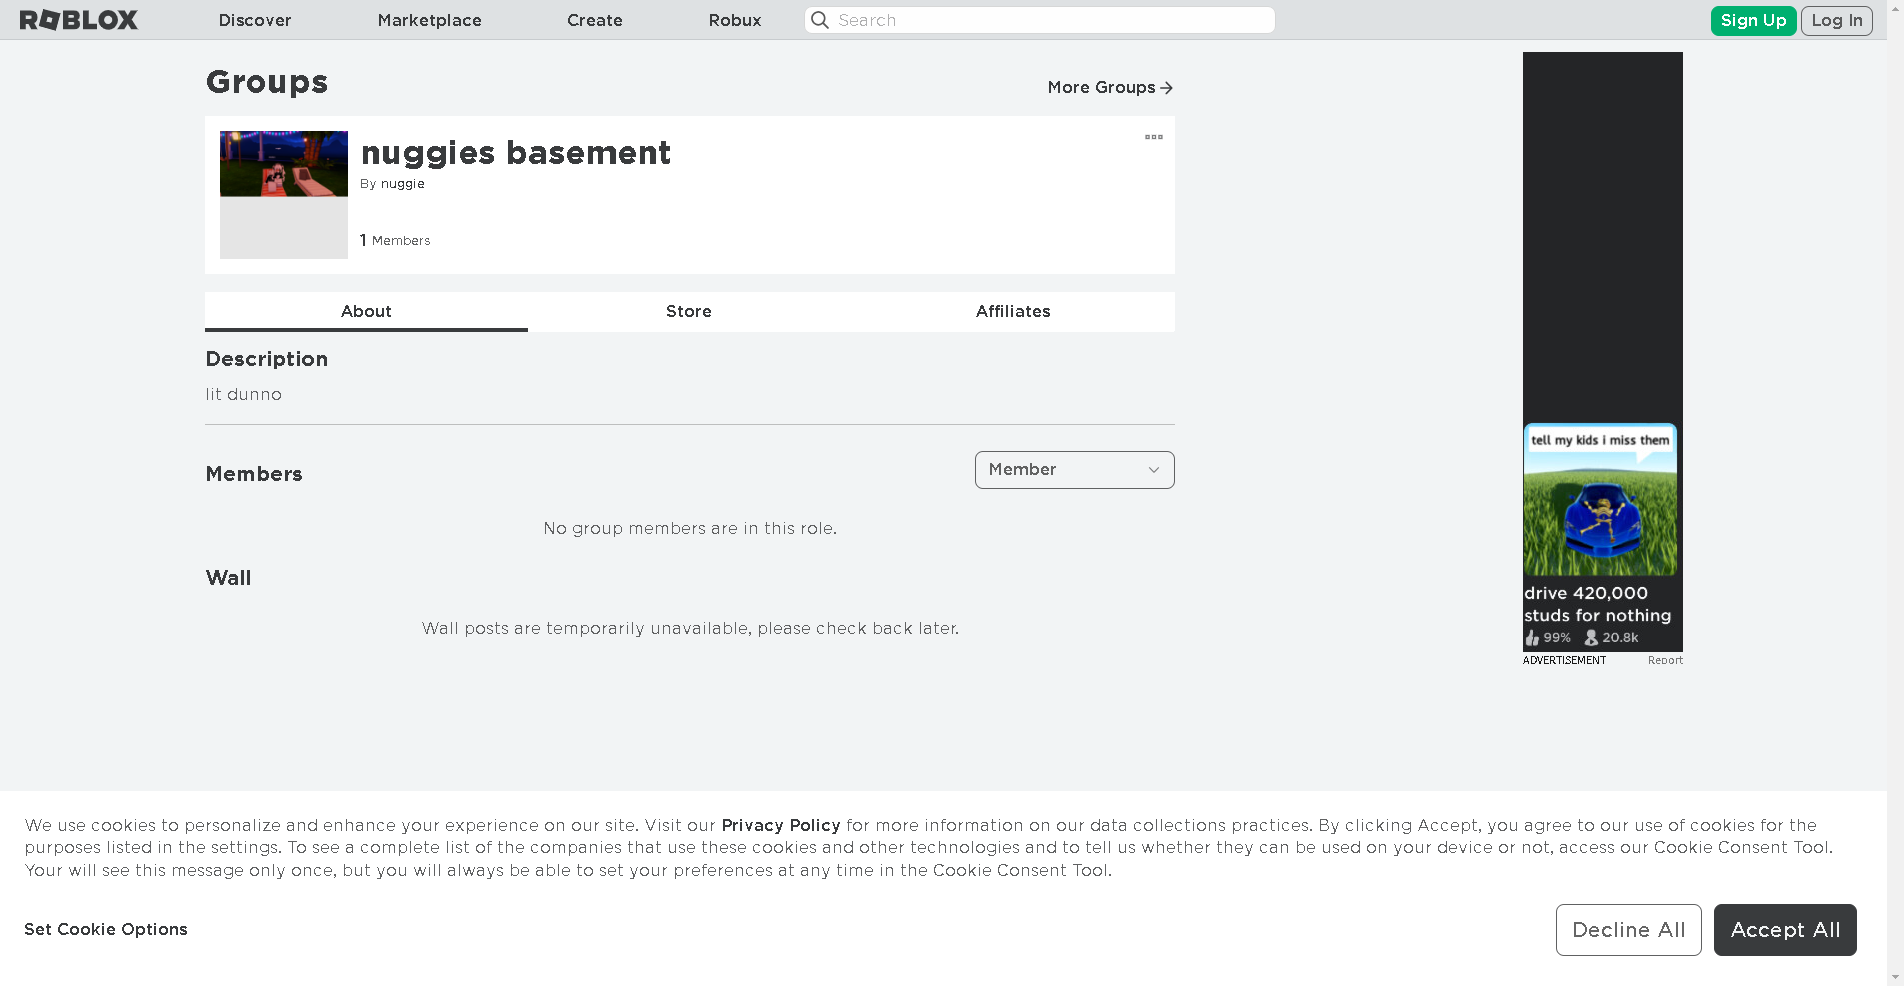 ROBLOX
Discover
Marketplace
Create
Robux
Search
Sign Up
Log In
Groups
More Groups
nuggies basement
By nuggie
1 Members
About
Store
Affiliates
Description
lit dunno
Members
Member
No group members are in this role.
Wall
Wall posts are temporarily unavailable, please check back later.
tell my kids i miss them
drive 420,000
studs for nothing
99% 20.8k
ADVERTISEMENT
Report
We use cookies to personalize and enhance your experience on our site. Visit our Privacy Policy for more information on our data collections practices. By clicking Accept, you agree to our use of cookies for the
purposes listed in the settings. To see a complete list of the companies that use these cookies and other technologies and to tell us whether they can be used on your device or not, access our Cookie Consent Tool.
Your will see this message only once, but you will always be able to set your preferences at any time in the Cookie Consent Tool.
Set Cookie Options
Decline All
Accept All